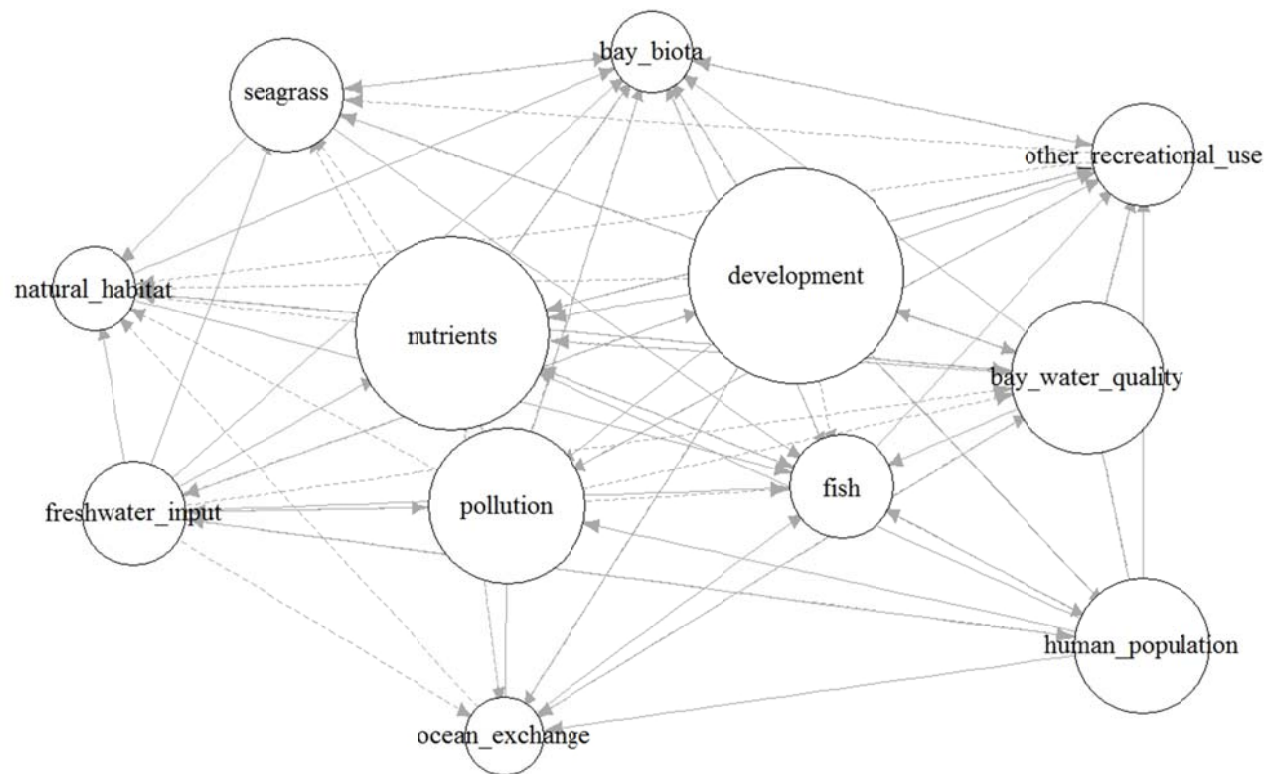 bay_biota
seagrass
other_recreational_use
development
natural_habitat
nutrients
bay_water_quality
fish
pollution
freshwater_input
human_population
ocean_exchange